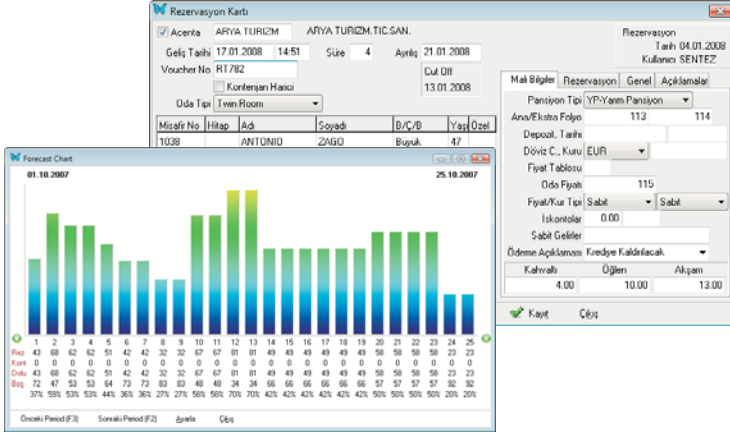 Rezervasyon Kartı
Acenta ARYA TURIZM ARYA TURIZM.TIC.SAN.
Geliş Tarihi 17.01.2008 14:51 Süre 4 Ayrılış 21.01.2008
Voucher No RT782
Cut Off
13.01.2008
Kontenjan Harici
Oda Tipi Twin Room
Misafir No Hitap Adı Soyadı B/Ç/B Yaşı Özel
1038 ANTONIO ZAGO Buyuk 47
Rezervasyon
Tarih 04.01.2008
Kullanıcı SENTEZ
Mali Bilgiler Rezervasyon Genel Açıklamalar
Pansiyon Tipi YP-Yarım Pansiyon
Ana/Ekstra Folyo 113 114
Depozit. Tarihi
Döviz C., Kuru EUR
Fiyat Tablosu
Oda Fiyatı 115
Fiyat/Kur Tipi Sabit Sabit
İskontolar 0.00
Sabit Gelirler
Ödeme Açıklaması Krediye Kaldırılacak
Kahvaltı Öğlen Akşam
4.00 10.00 13.00
Kayıt Çıkış
Forecast Chart
01.10.2007 25.10.2007
1 2 3 4 5 6 7 8 9 10 11 12 13 14 15 16 17 18 19 20 21 22 23 24 25
Rez 43 68 62 62 51 42 42 32 32 67 67 81 81 49 49 49 49 49 49 58 58 58 58 23 23
Kont 0 0 0 0 0 0 0 0 0 0 0 0 0 0 0 0 0 0 0 0 0 0 0 0 0
Dolu 43 68 62 62 51 42 42 32 32 67 67 81 81 49 49 49 49 49 49 58 58 58 58 23 23
Boş 72 47 53 53 64 73 73 83 83 48 48 34 34 66 66 66 66 66 66 57 57 57 57 92 92
37% 59% 53% 53% 44% 36% 36% 27% 27% 58% 58% 70% 70% 42% 42% 42% 42% 42% 42% 50% 50% 50% 50% 20% 20%
Önceki Period (F3) Sonraki Period (F2) Ayarla Çıkış